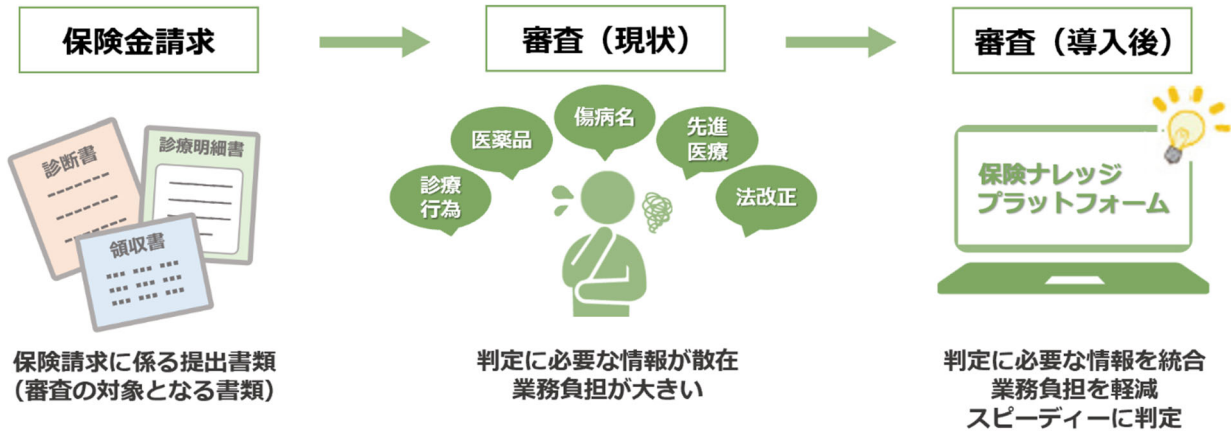 保険金請求
審査（現状）
審査（導入後）
診断書
診療明細書
領収書
診療
行為
医薬品
傷病名
先進
医療
法改正
保険ナレッジ
プラットフォーム
保険請求に係る提出書類
（審査の対象となる書類）
判定に必要な情報が散在
業務負担が大きい
判定に必要な情報を統合
業務負担を軽減
スピーディーに判定